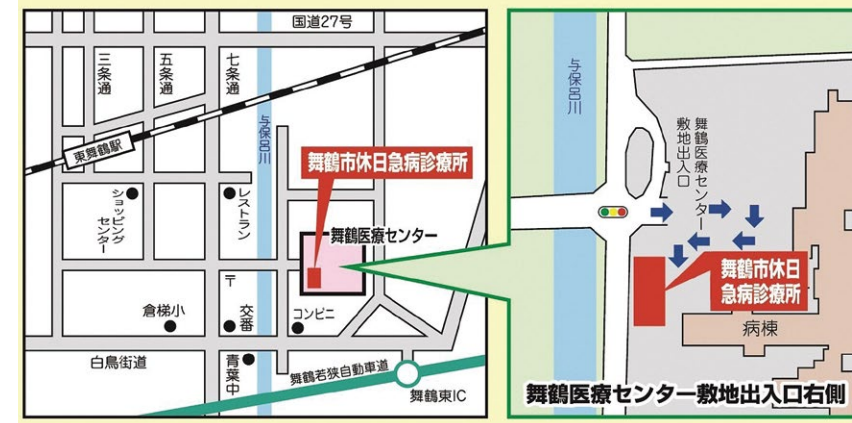 国道27号
三条通
五条通
七条通
与保呂川
東舞鶴駅
舞鶴市休日急病診療所
ショッピング
センター
レストラン
舞鶴医療センター
〒
倉梯小
交番
コンビニ
白鳥街道
青葉中
舞鶴若狭自動車道
舞鶴東IC
与保呂川
舞鶴医療センター
敷地出入口
舞鶴市休日
急病診療所
病棟
舞鶴医療センター敷地出入口右側